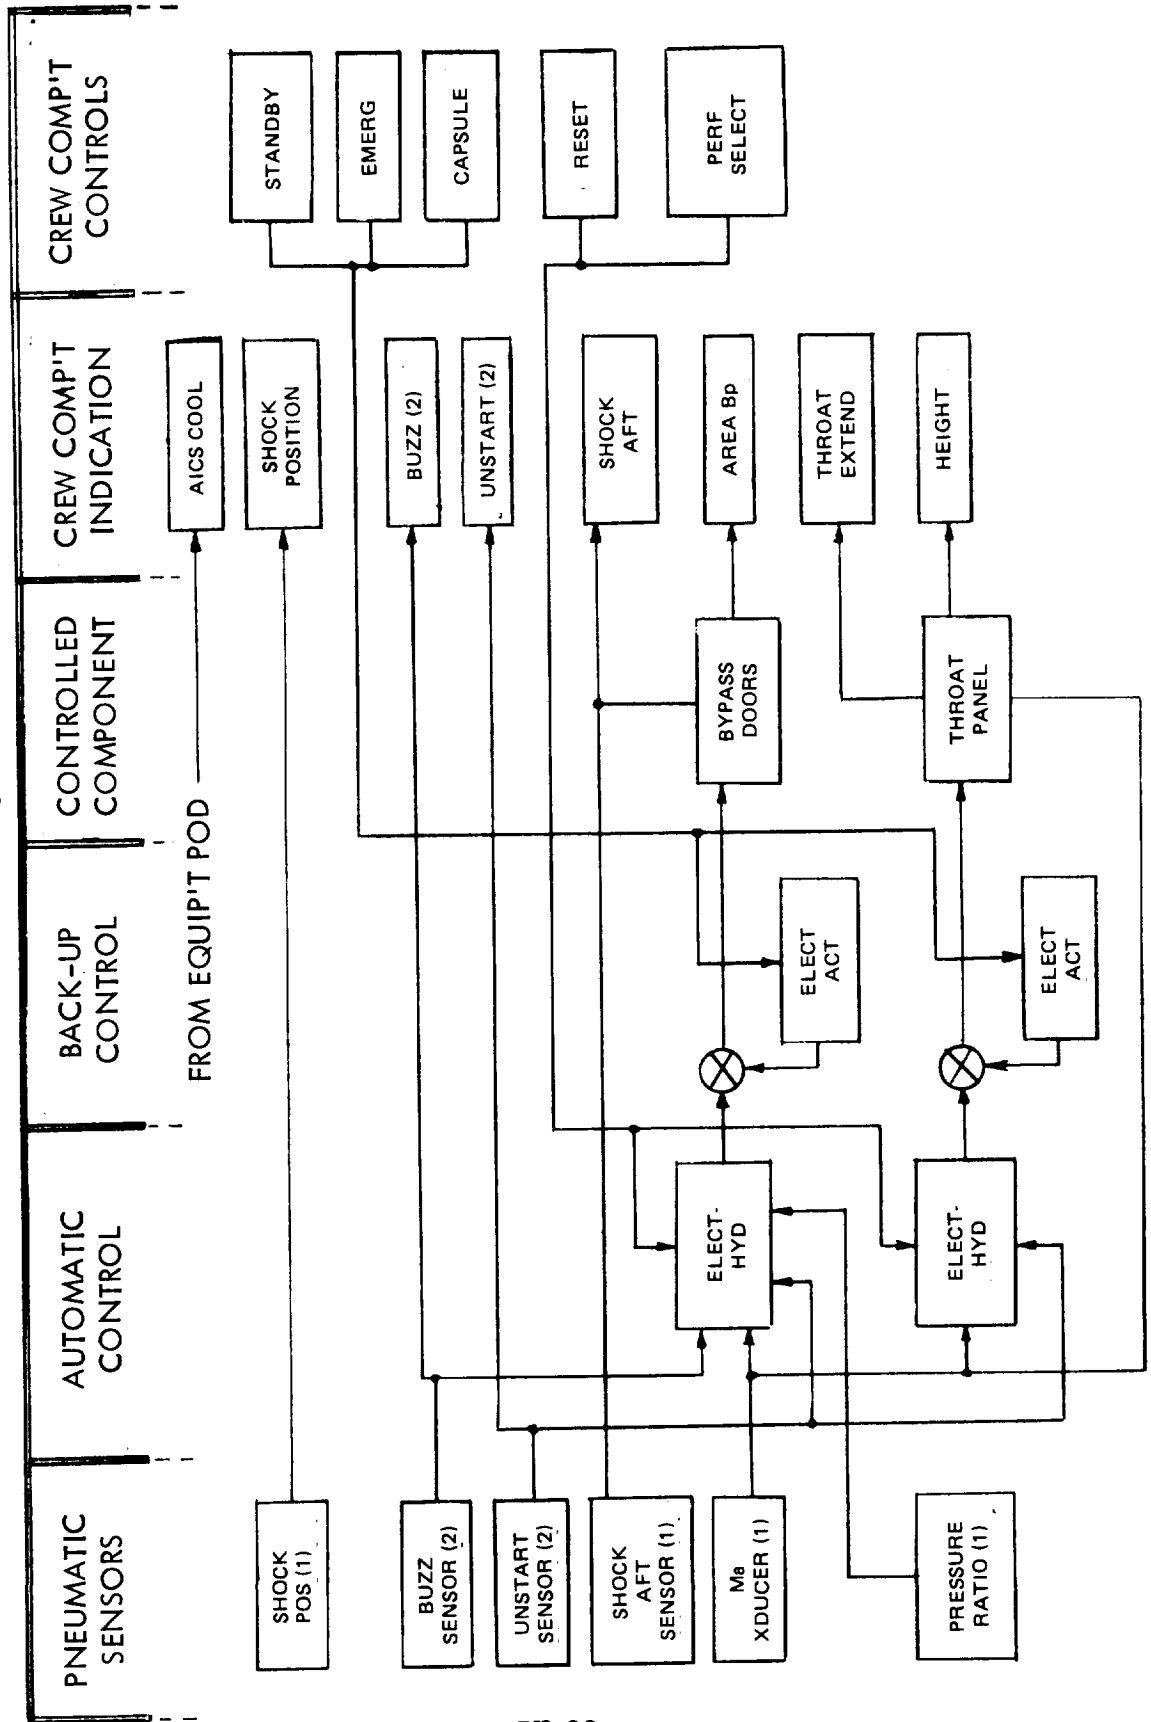 PNEUMATIC
SENSORS
AUTOMATIC
CONTROL
BACK-UP
CONTROL
CONTROLLED
COMPONENT
CREW COMP'T
INDICATION
CREW COMP'T
CONTROLS
FROM EQUIP'T POD
AICS COOL
SHOCK
POS (1)
SHOCK
POSITION
STANDBY
EMERG
CAPSULE
BUZZ
SENSOR (2)
BUZZ (2)
UNSTART
SENSOR (2)
UNSTART (2)
RESET
SHOCK
AFT
SENSOR (1)
SHOCK
AFT
PERF
SELECT
Ma
XDUCER (1)
ELECT-
HYD
ELECT
ACT
BYPASS
DOORS
AREA Bp
THROAT
EXTEND
PRESSURE
RATIO (1)
ELECT-
HYD
ELECT
ACT
THROAT
PANEL
HEIGHT